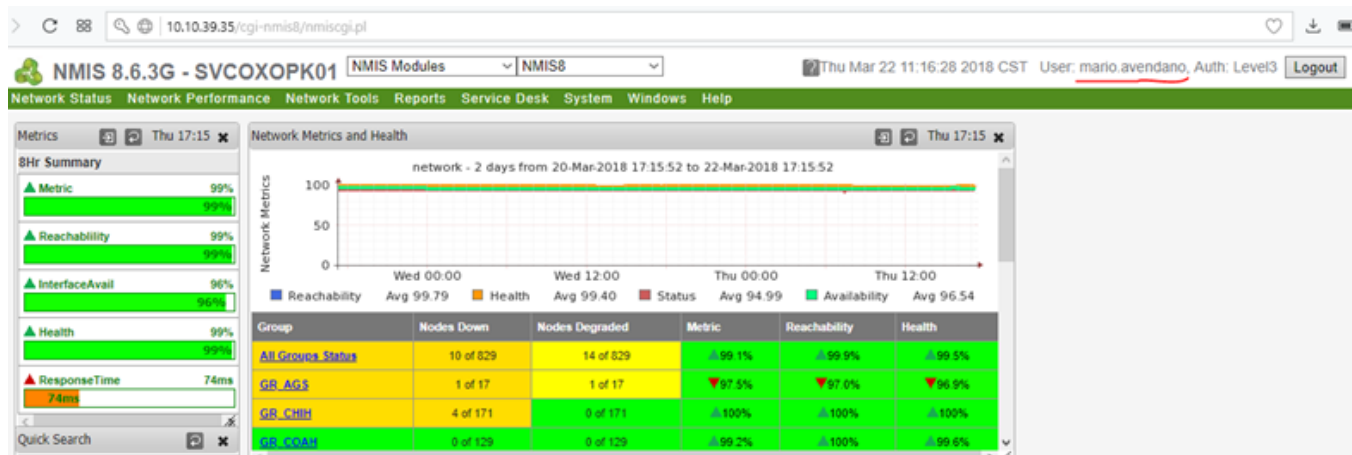 10.10.39.35/cgi-nmis8/nmiscgi.pl
NMIS 8.6.3G - SVCOXOPK01 NMIS Modules NMIS8 Thu Mar 22 11:16:28 2018 CST User: mario.avendano, Auth: Level3 Logout
Network Status Network Performance Network Tools Reports Service Desk System Windows Help
Metrics Thu 17:15
8Hr Summary
Metric 99%
99%
Reachablility 99%
99%
InterfaceAvail 96%
96%
Health 99%
99%
ResponseTime 74ms
74ms
Quick Search
Network Metrics and Health Thu 17:15
network - 2 days from 20-Mar-2018 17:15:52 to 22-Mar-2018 17:15:52
Network Metrics
100
50
0
Wed 00:00 Wed 12:00 Thu 00:00 Thu 12:00
Reachability Avg 99.79 Health Avg 99.40 Status Avg 94.99 Availability Avg 96.54
Group Nodes Down Nodes Degraded Metric Reachability Health
All Groups Status 10 of 829 14 of 829 99.1% 99.9% 99.5%
GR_AGS 1 of 17 1 of 17 97.5% 97.0% 96.9%
GR_CHIH 4 of 171 0 of 171 100% 100% 100%
GR_COAH 0 of 129 0 of 129 99.2% 100% 99.6%